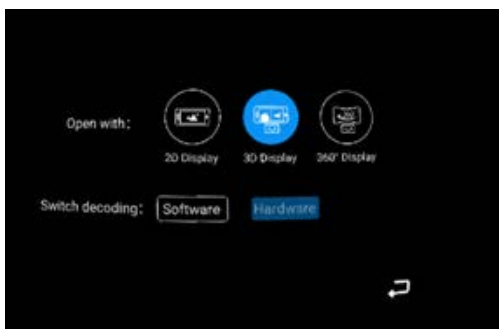 Open with:
2D Display
3D Display
360° Display
Switch decoding:
Software
Hardware